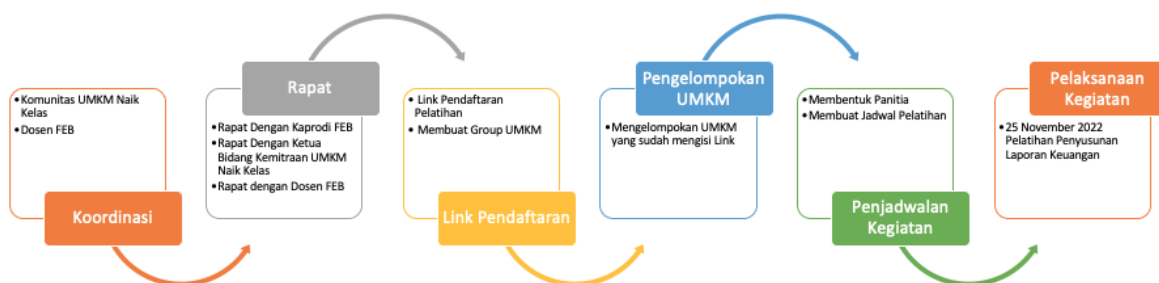 •Komunitas UMKM Naik
Kelas
•Dosen FEB
Koordinasi
Rapat
•Rapat Dengan Kaprodi FEB
•Rapat Dengan Ketua
Bidang Kemitraan UMKM
Naik Kelas
•Rapat dengan Dosen FEB
• Link Pendaftaran
Pelatihan
• Membuat Group UMKM
Link Pendaftaran
Pengelompokan
UMKM
•Mengelompokan UMKM
yang sudah mengisi Link
•Membentuk Panitia
•Membuat Jadwal Pelatihan
Penjadwalan
Kegiatan
Pelaksanaan
Kegiatan
•25 November 2022
Pelatihan Penyusunan
Laporan Keuangan